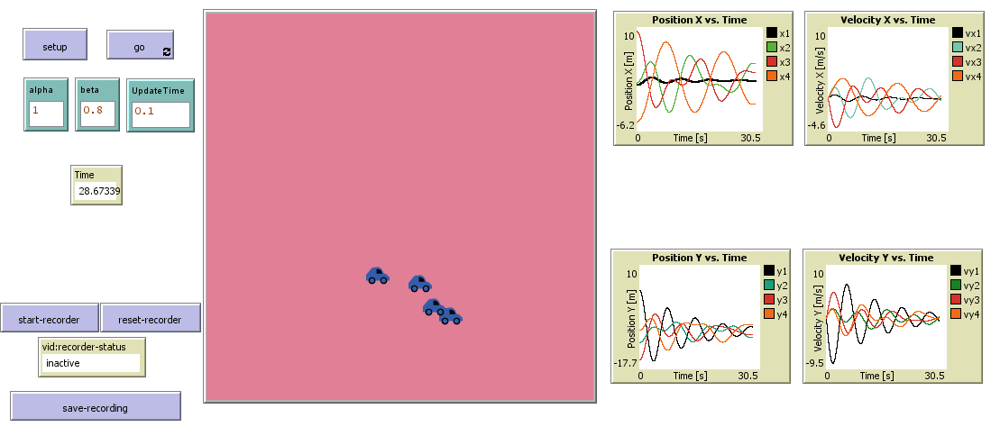 setup
go
alpha
1
beta
0.8
UpdateTime
0.1
Time
28.67339
start-recorder
reset-recorder
vid:recorder-status
inactive
save-recording
Position X vs. Time
10
Position X [m]
-6.2
0
Time [s]
30.5
x1
x2
x3
x4
Velocity X vs. Time
10
Velocity X [m/s]
-4.6
0
Time [s]
30.5
vx1
vx2
vx3
vx4
Position Y vs. Time
10
Position Y [m]
-17.7
0
Time [s]
30.5
y1
y2
y3
y4
Velocity Y vs. Time
10
Velocity Y [m/s]
-9.5
0
Time [s]
30.5
vy1
vy2
vy3
vy4